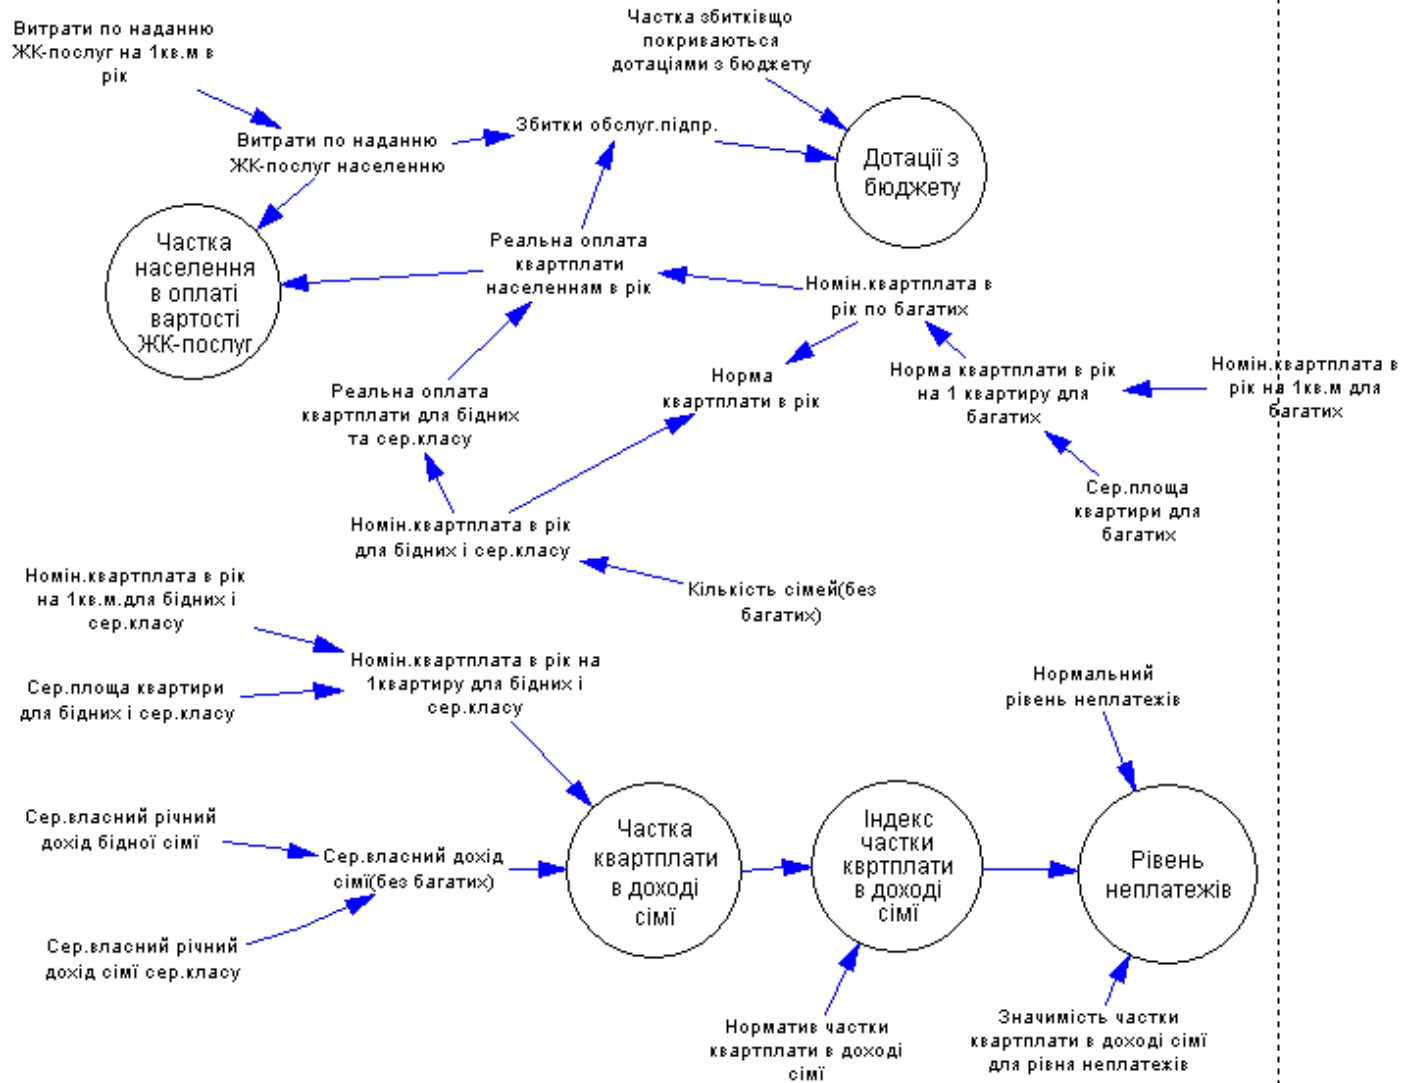 Витрати по наданню
ЖК-послуг на 1кв.м в
рік
Частка збитківщо
покриваються
дотаціями з бюджету
Витрати по наданню
ЖК-послуг населенню
Збитки обслуг.підпр.
Дотації з
бюджету
Частка
населення
в оплаті
вартості
ЖК-послуг
Реальна оплата
квартплати
населенням в рік
Номін.квартплата в
рік по багатих
Реальна оплата
квартплати для бідних
та сер.класу
Норма
квартплати в рік
Норма квартплати в рік
на 1 квартиру для
багатих
Номін.квартплата в
рік на 1кв.м для
багатих
Сер.площа
квартири для
багатих
Номін.квартплата в рік
для бідних і сер.класу
Кількість сімей(без
багатих)
Номін.квартплата в рік
на 1кв.м.для бідних і
сер.класу
Номін.квартплата в рік на
1квартиру для бідних і
сер.класу
Сер.площа квартири
для бідних і сер.класу
Нормальний
рівень неплатежів
Сер.власний річний
дохід бідної сімї
Сер.власний дохід
сімї(без багатих)
Частка
квартплати
в доході
сімї
Індекс
частки
квртплати
в доході
сімї
Рівень
неплатежів
Сер.власний річний
дохід сімї сер.класу
Норматив частки
квартплати в доході
сімї
Значимість частки
квартплати в доході сімї
для рівня неплатежів